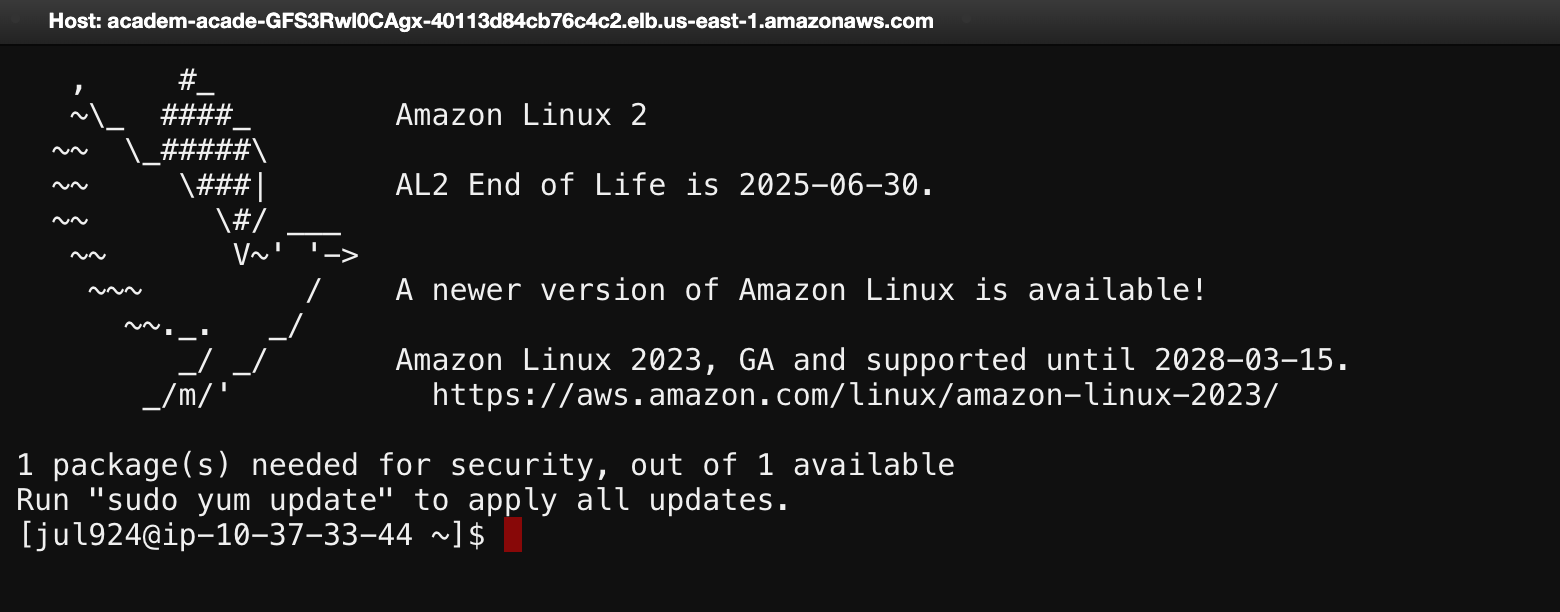 Host: academ-acade-GFS3Rwl0CAgx-40113d84cb76c4c2.elb.us-east-1.amazonaws.com
   ,     #_
   ~\_  ####_        Amazon Linux 2
  ~~  \_#####\
  ~~     \###|       AL2 End of Life is 2025-06-30.
  ~~       \#/ ___
   ~~       V~' '->
    ~~~         /    A newer version of Amazon Linux is available!
      ~~._.   _/
         _/ _/       Amazon Linux 2023, GA and supported until 2028-03-15.
       _/m/'           https://aws.amazon.com/linux/amazon-linux-2023/
1 package(s) needed for security, out of 1 available
Run "sudo yum update" to apply all updates.
[jul924@ip-10-37-33-44 ~]$